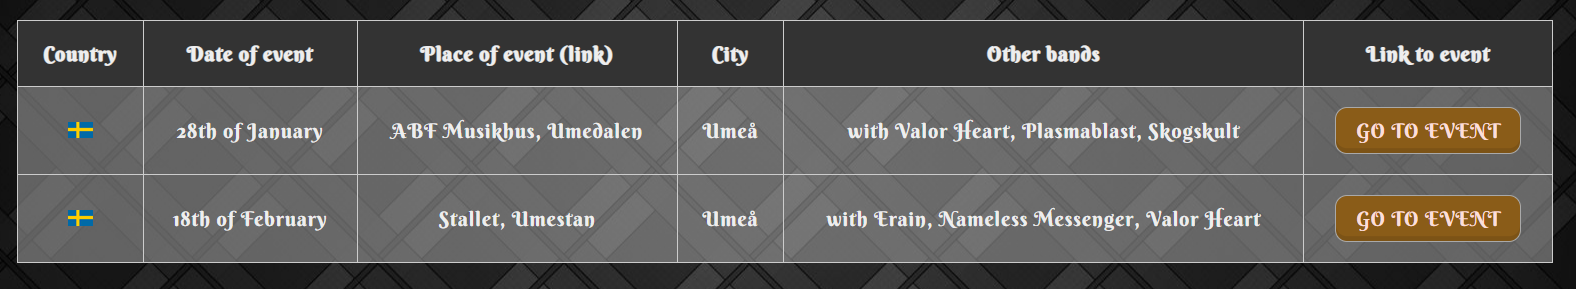 Country Date of event Place of event (link) City Other bands Link to event
28th of January ABF Musikhus, Umedalen Umeå with Valor Heart, Plasmablast, Skogskult GO TO EVENT
18th of February Stallet, Umestan Umeå with Erain, Nameless Messenger, Valor Heart GO TO EVENT